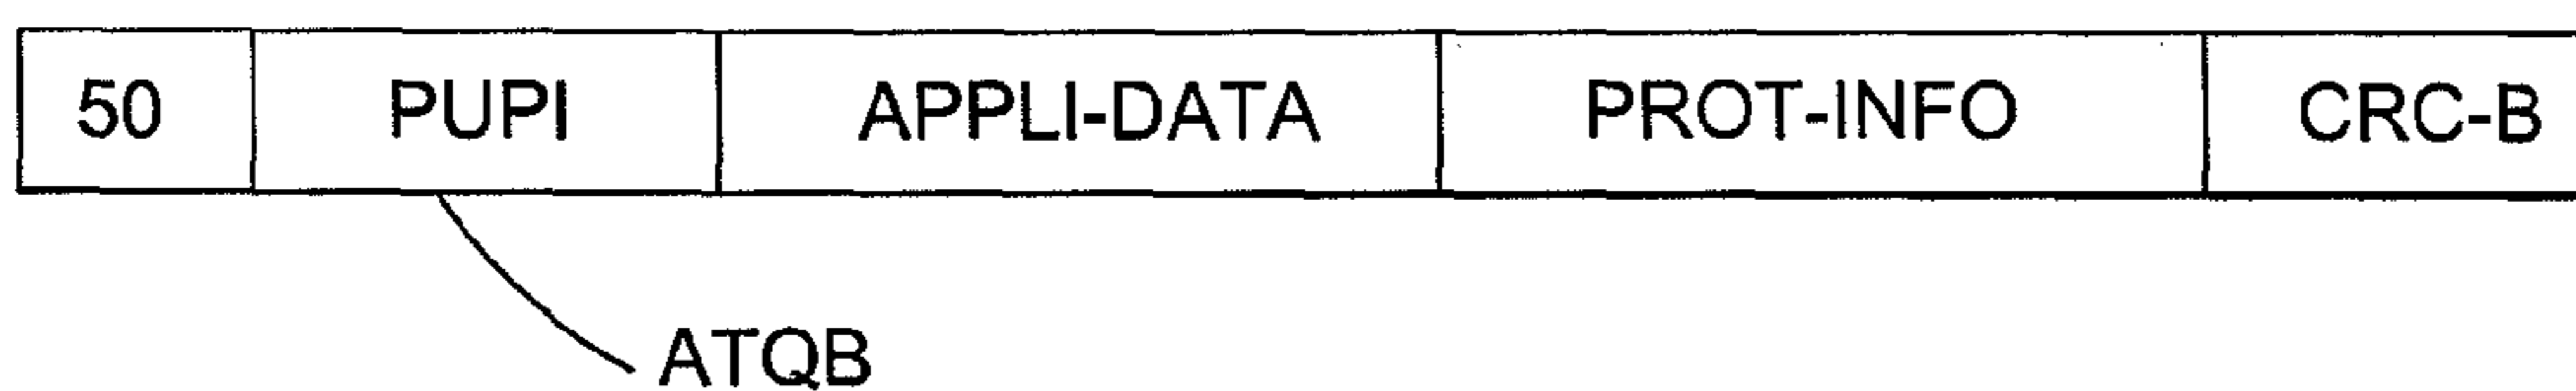 50 PUPI APPLI-DATA PROT-INFO CRC-B
ATQB